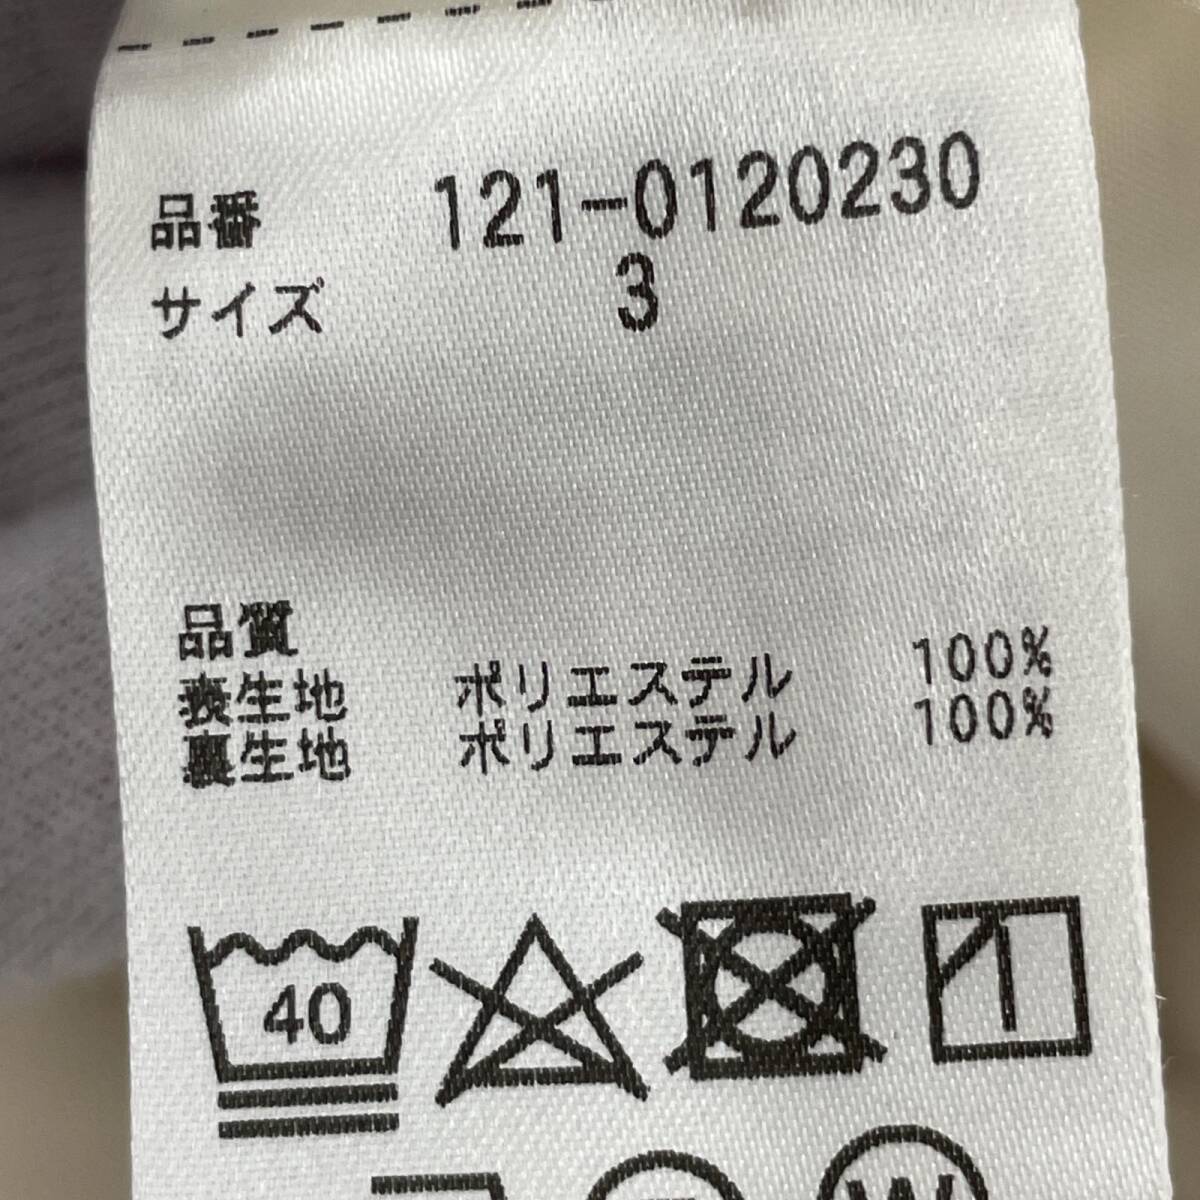 品番 121-0120230
サイズ 3
品質
表生地 ポリエステル 100%
裏生地 ポリエステル 100%
40
W